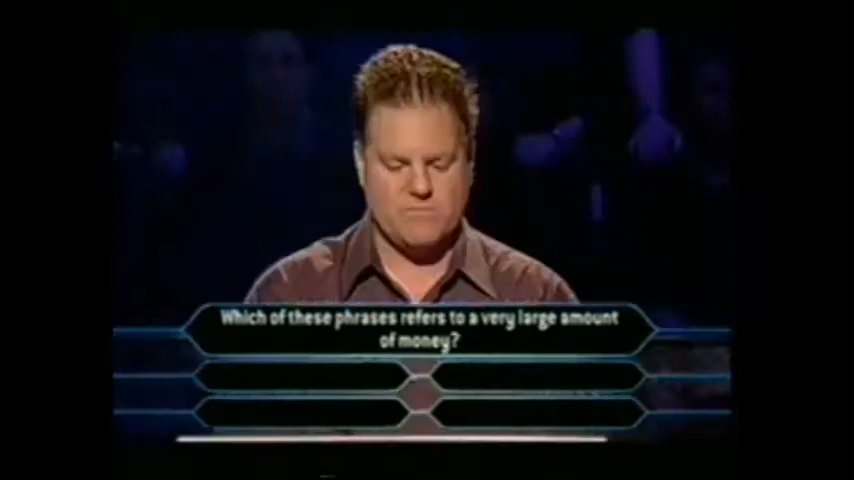 Which of these phrases refers to a very large amount
of money?